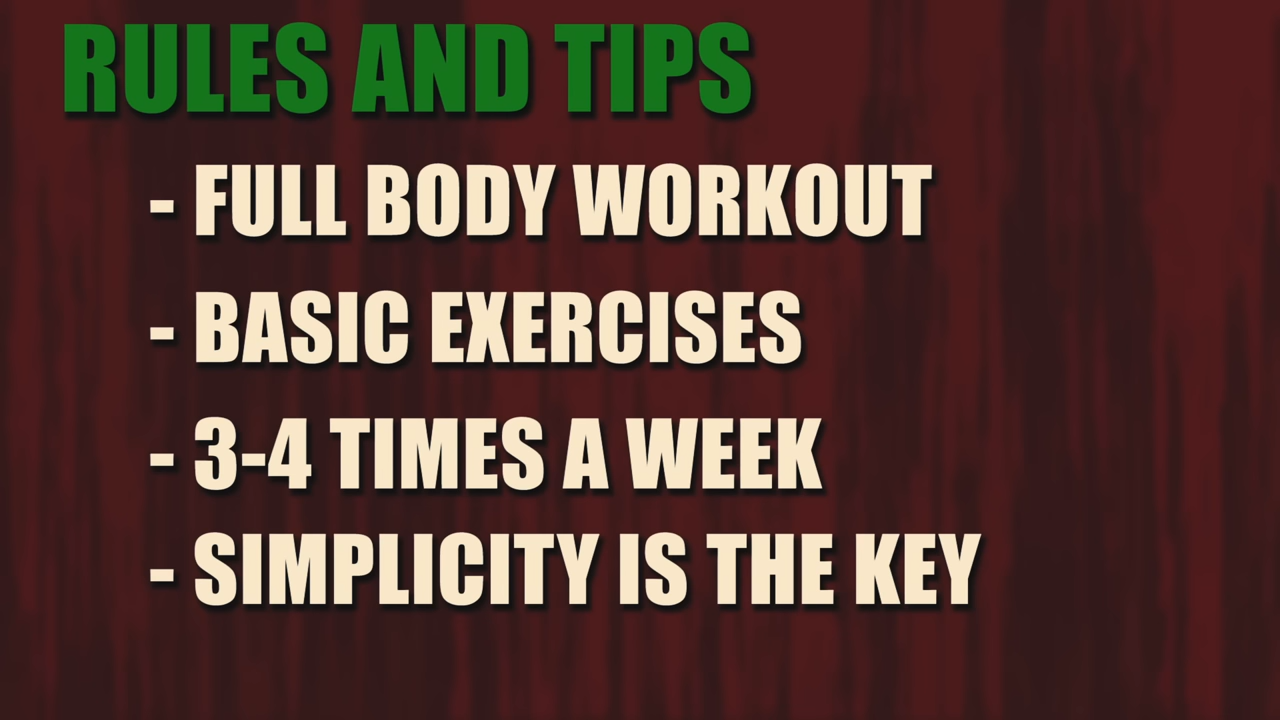 RULES AND TIPS
- FULL BODY WORKOUT
- BASIC EXERCISES
- 3-4 TIMES A WEEK
- SIMPLICITY IS THE KEY